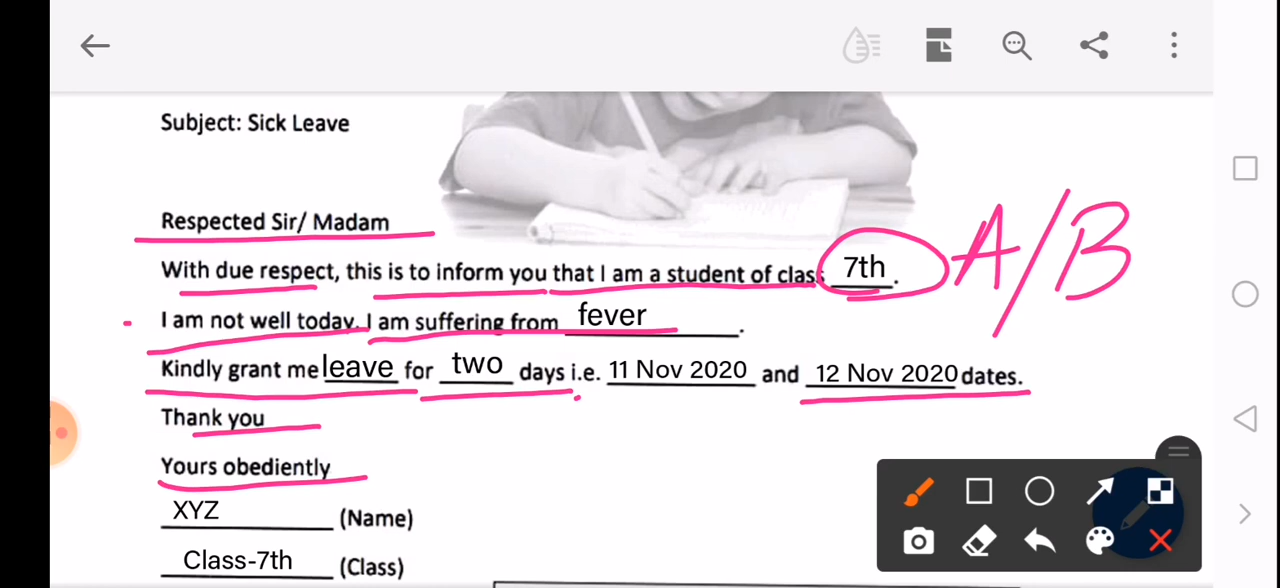 Subject: Sick Leave
Respected Sir/ Madam
With due respect, this is to inform you that I am a student of class 7th. A/B
I am not well today. I am suffering from fever.
Kindly grant me leave for two days i.e. 11 Nov 2020 and 12 Nov 2020 dates.
Thank you
Yours obediently
XYZ (Name)
Class-7th (Class)